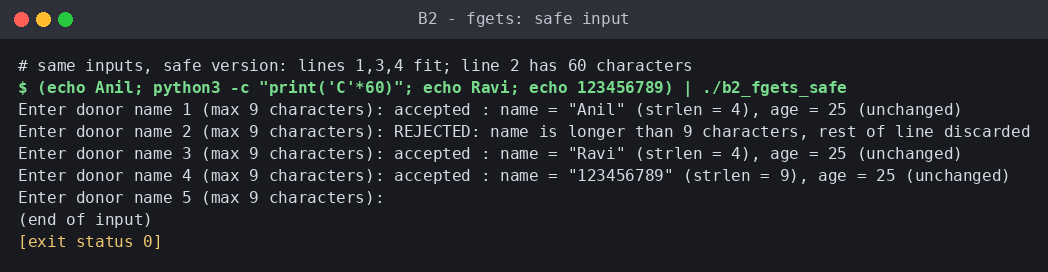 B2 - fgets: safe input
# same inputs, safe version: lines 1,3,4 fit; line 2 has 60 characters
$ (echo Anil; python3 -c "print('C'*60)"; echo Ravi; echo 123456789) | ./b2_fgets_safe
Enter donor name 1 (max 9 characters): accepted : name = "Anil" (strlen = 4), age = 25 (unchanged)
Enter donor name 2 (max 9 characters): REJECTED: name is longer than 9 characters, rest of line discarded
Enter donor name 3 (max 9 characters): accepted : name = "Ravi" (strlen = 4), age = 25 (unchanged)
Enter donor name 4 (max 9 characters): accepted : name = "123456789" (strlen = 9), age = 25 (unchanged)
Enter donor name 5 (max 9 characters):
(end of input)
[exit status 0]